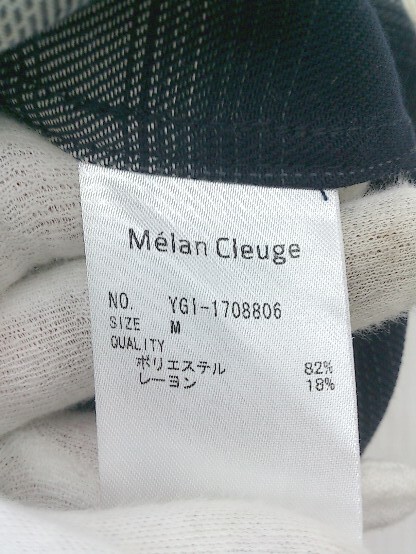 Mélan Cleuge
NO. YG1-1708806
SIZE M
QUALITY
ポリエステル 82%
レーヨン 18%